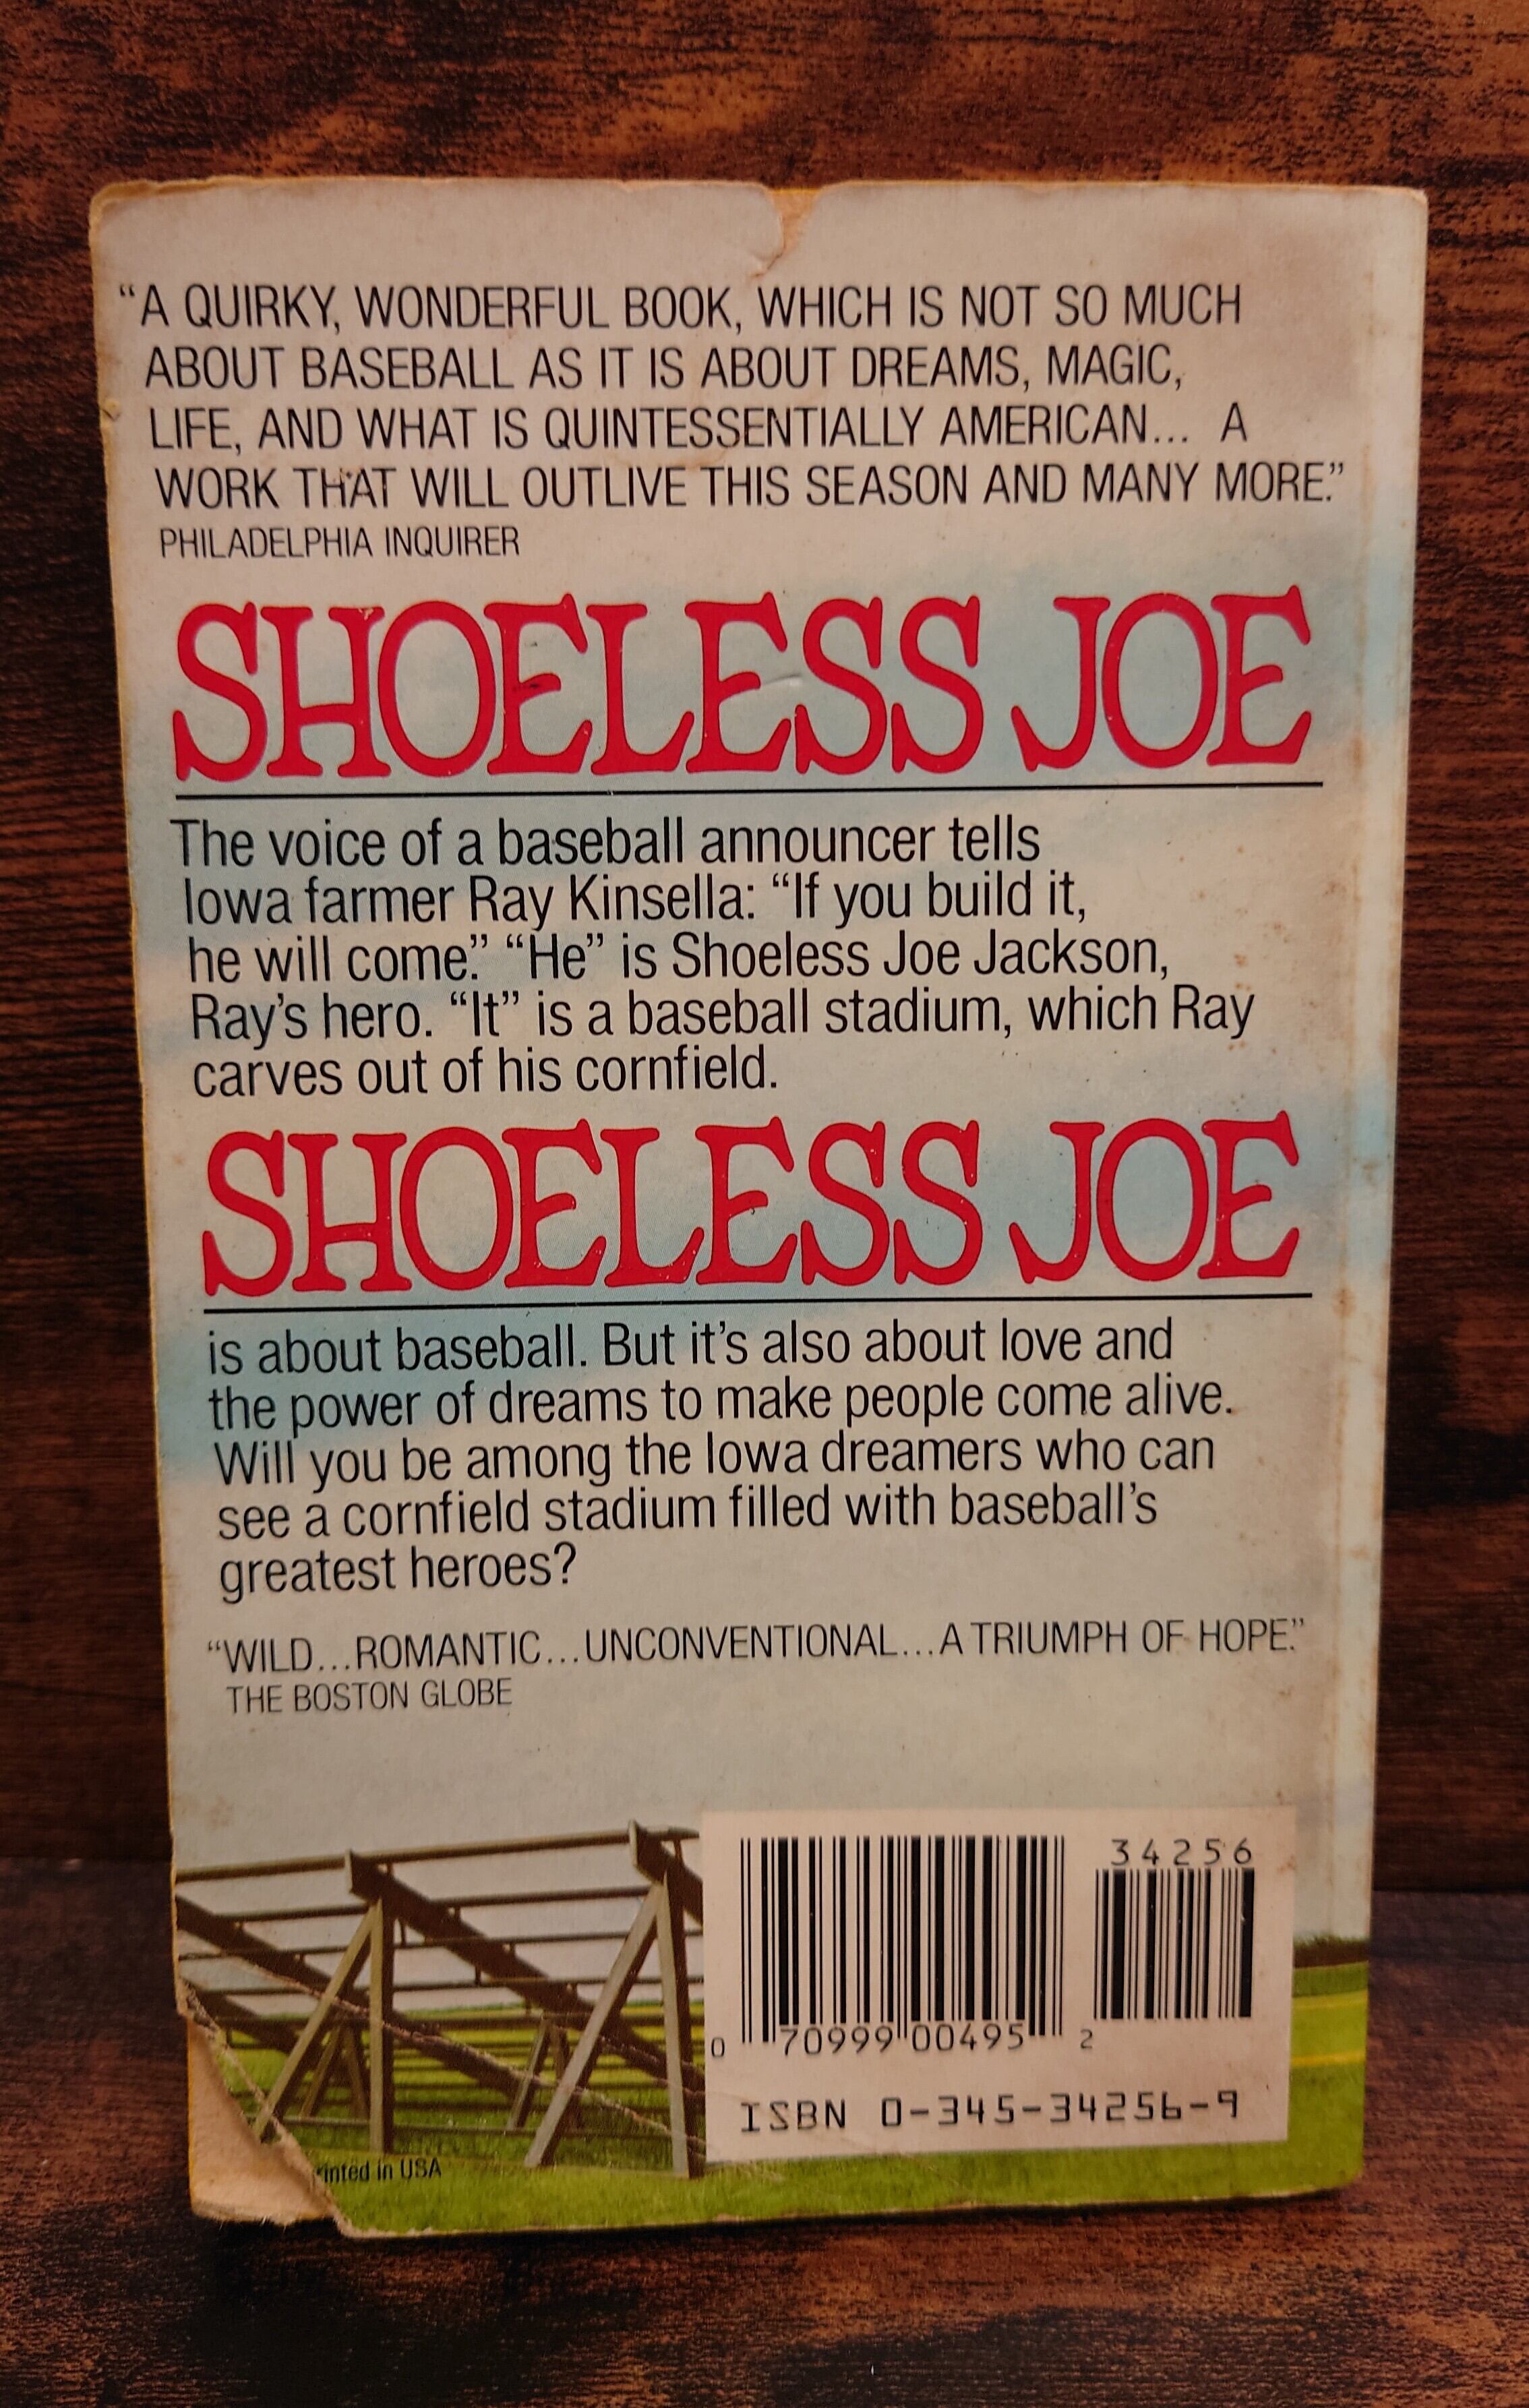 “A QUIRKY, WONDERFUL BOOK, WHICH IS NOT SO MUCH
ABOUT BASEBALL AS IT IS ABOUT DREAMS, MAGIC,
LIFE, AND WHAT IS QUINTESSENTIALLY AMERICAN... A
WORK THAT WILL OUTLIVE THIS SEASON AND MANY MORE.”
PHILADELPHIA INQUIRER
SHOELESS JOE
The voice of a baseball announcer tells
Iowa farmer Ray Kinsella: “If you build it,
he will come.” “He” is Shoeless Joe Jackson,
Ray’s hero. “It” is a baseball stadium, which Ray
carves out of his cornfield.
SHOELESS JOE
is about baseball. But it’s also about love and
the power of dreams to make people come alive.
Will you be among the Iowa dreamers who can
see a cornfield stadium filled with baseball’s
greatest heroes?
“WILD...ROMANTIC...UNCONVENTIONAL...A TRIUMPH OF HOPE.”
THE BOSTON GLOBE
34256
0 70999 00495 2
ISBN 0-345-34256-9
inted in USA